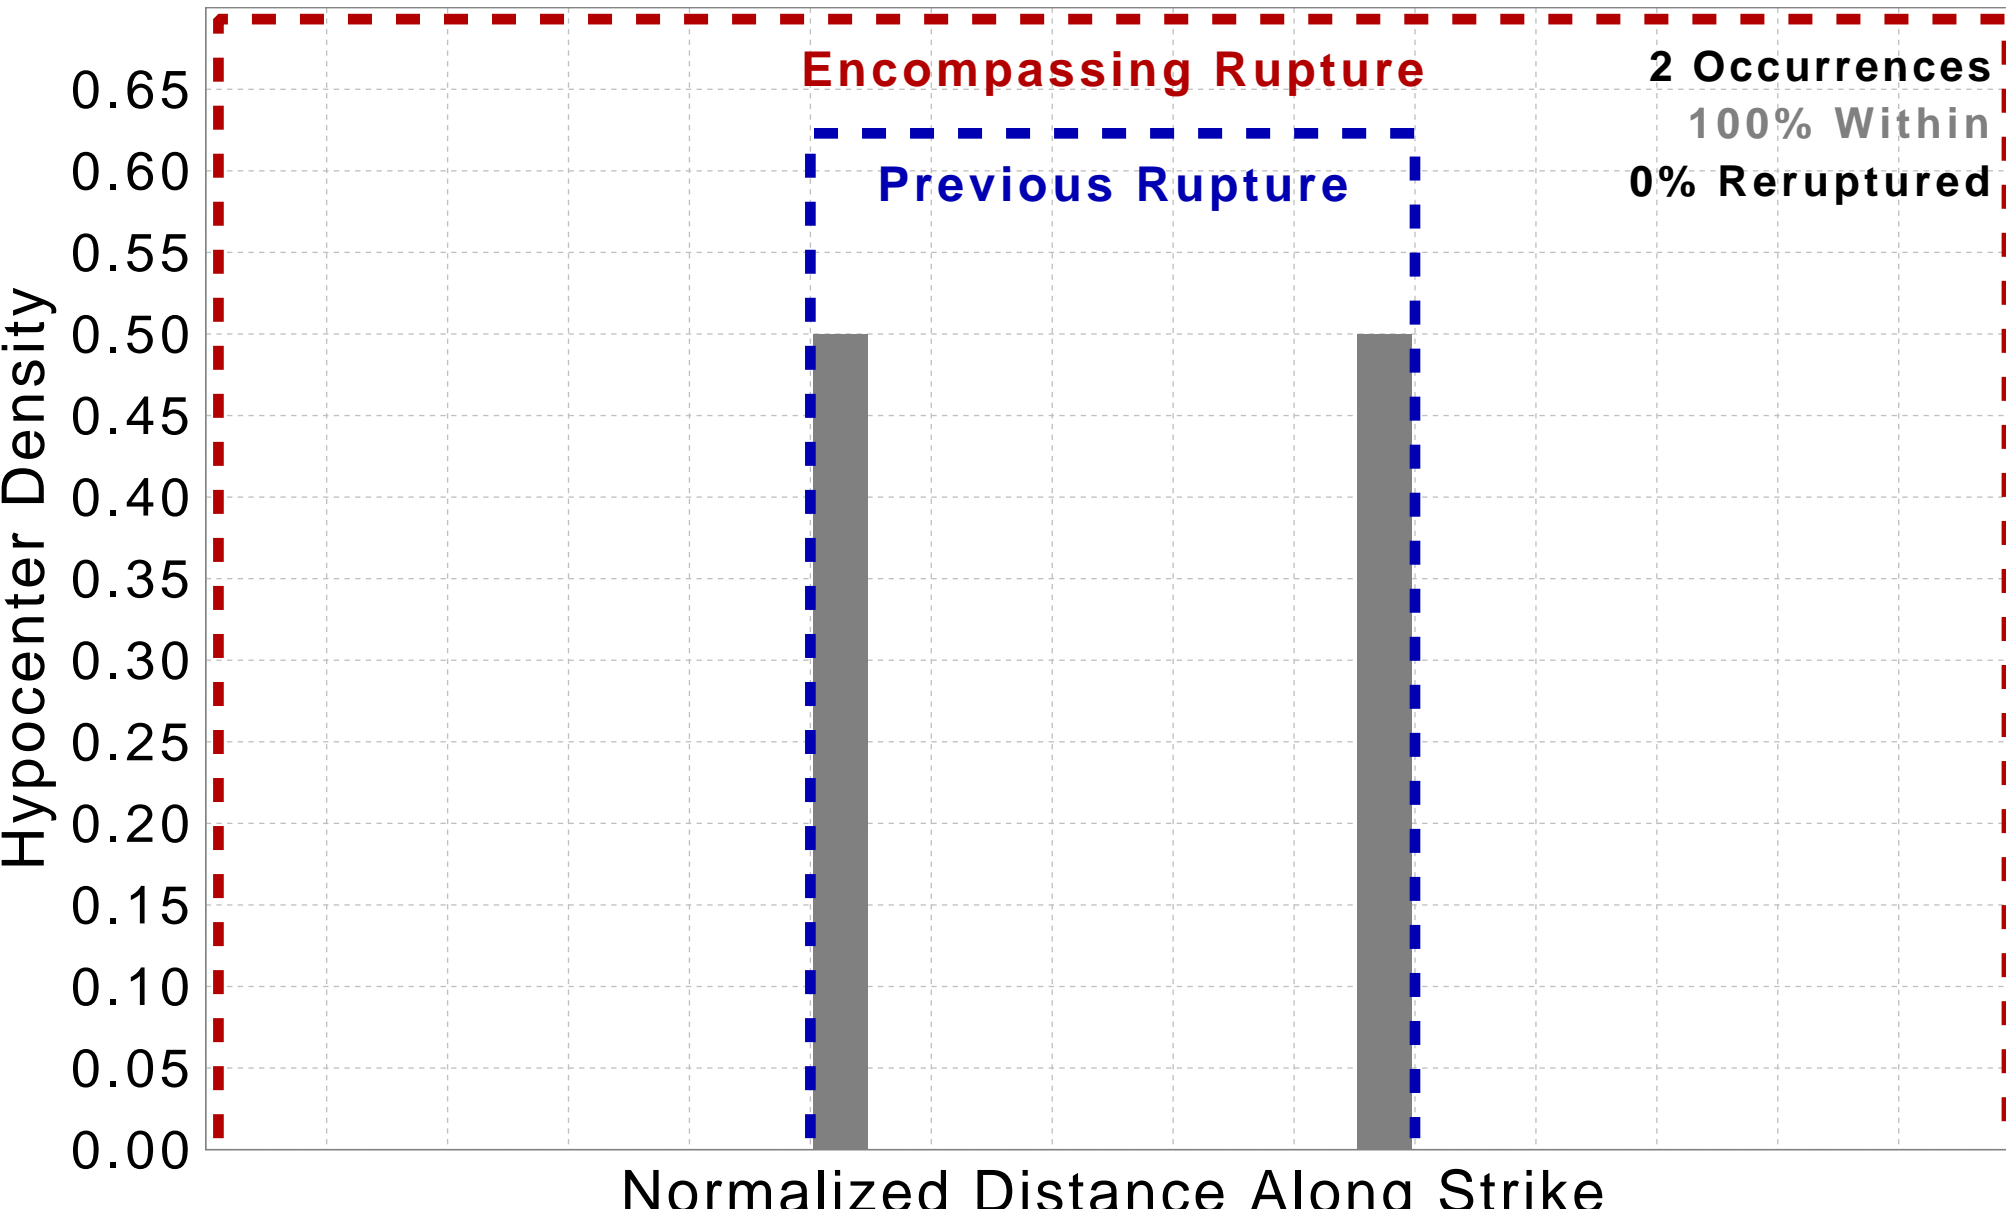 Encompassing Rupture
2 Occurrences
100% Within
0% Reruptured
Previous Rupture
0.65
0.60
0.55
0.50
0.45
0.40
0.35
0.30
0.25
0.20
0.15
0.10
0.05
0.00
Hypocenter Density
Normalized Distance Along Strike